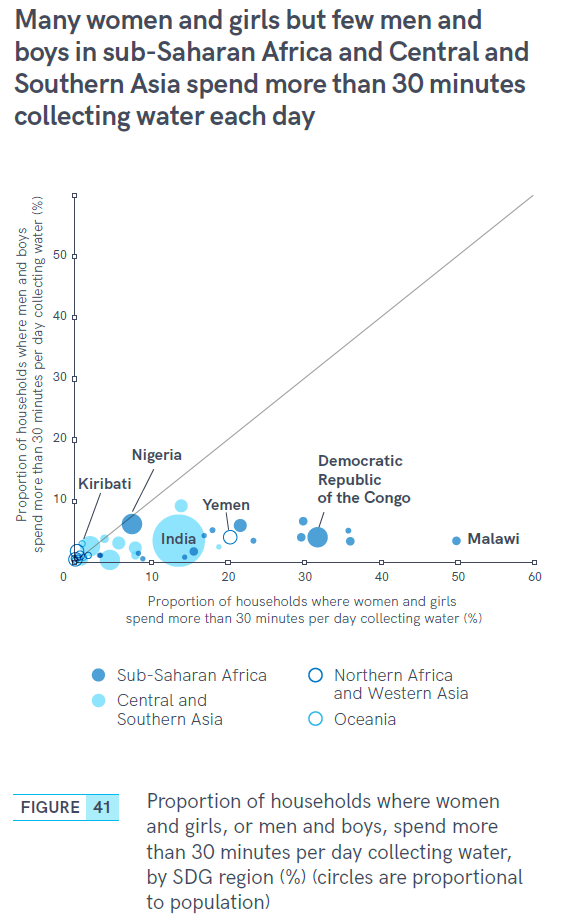 Many women and girls but few men and
boys in sub-Saharan Africa and Central and
Southern Asia spend more than 30 minutes
collecting water each day
Proportion of households where men and boys
spend more than 30 minutes per day collecting water (%)
50
40
30
20
10
Nigeria
Kiribati
India
Yemen
Democratic
Republic
of the Congo
Malawi
0
10
20
30
40
50
60
Proportion of households where women and girls
spend more than 30 minutes per day collecting water (%)
Sub-Saharan Africa
Central and
Southern Asia
Northern Africa
and Western Asia
Oceania
FIGURE 41
Proportion of households where women
and girls, or men and boys, spend more
than 30 minutes per day collecting water,
by SDG region (%) (circles are proportional
to population)